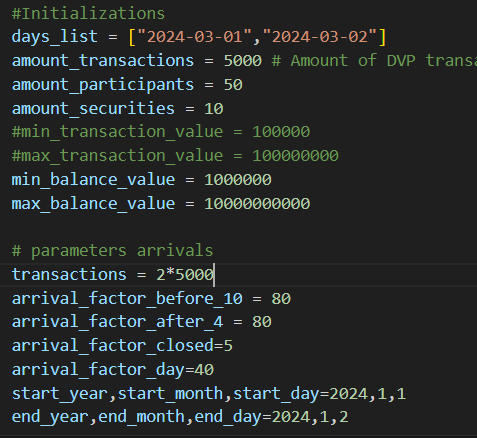 #Initializations
days_list = ["2024-03-01","2024-03-02"]
amount_transactions = 5000 # Amount of DVP
amount_participants = 50
amount_securities = 10
#min_transaction_value = 100000
#max_transaction_value = 100000000
min_balance_value = 1000000
max_balance_value = 10000000000

# parameters arrivals
transactions = 2*5000
arrival_factor_before_10 = 80
arrival_factor_after_4 = 80
arrival_factor_closed=5
arrival_factor_day=40
start_year,start_month,start_day=2024,1,1
end_year,end_month,end_day=2024,1,2